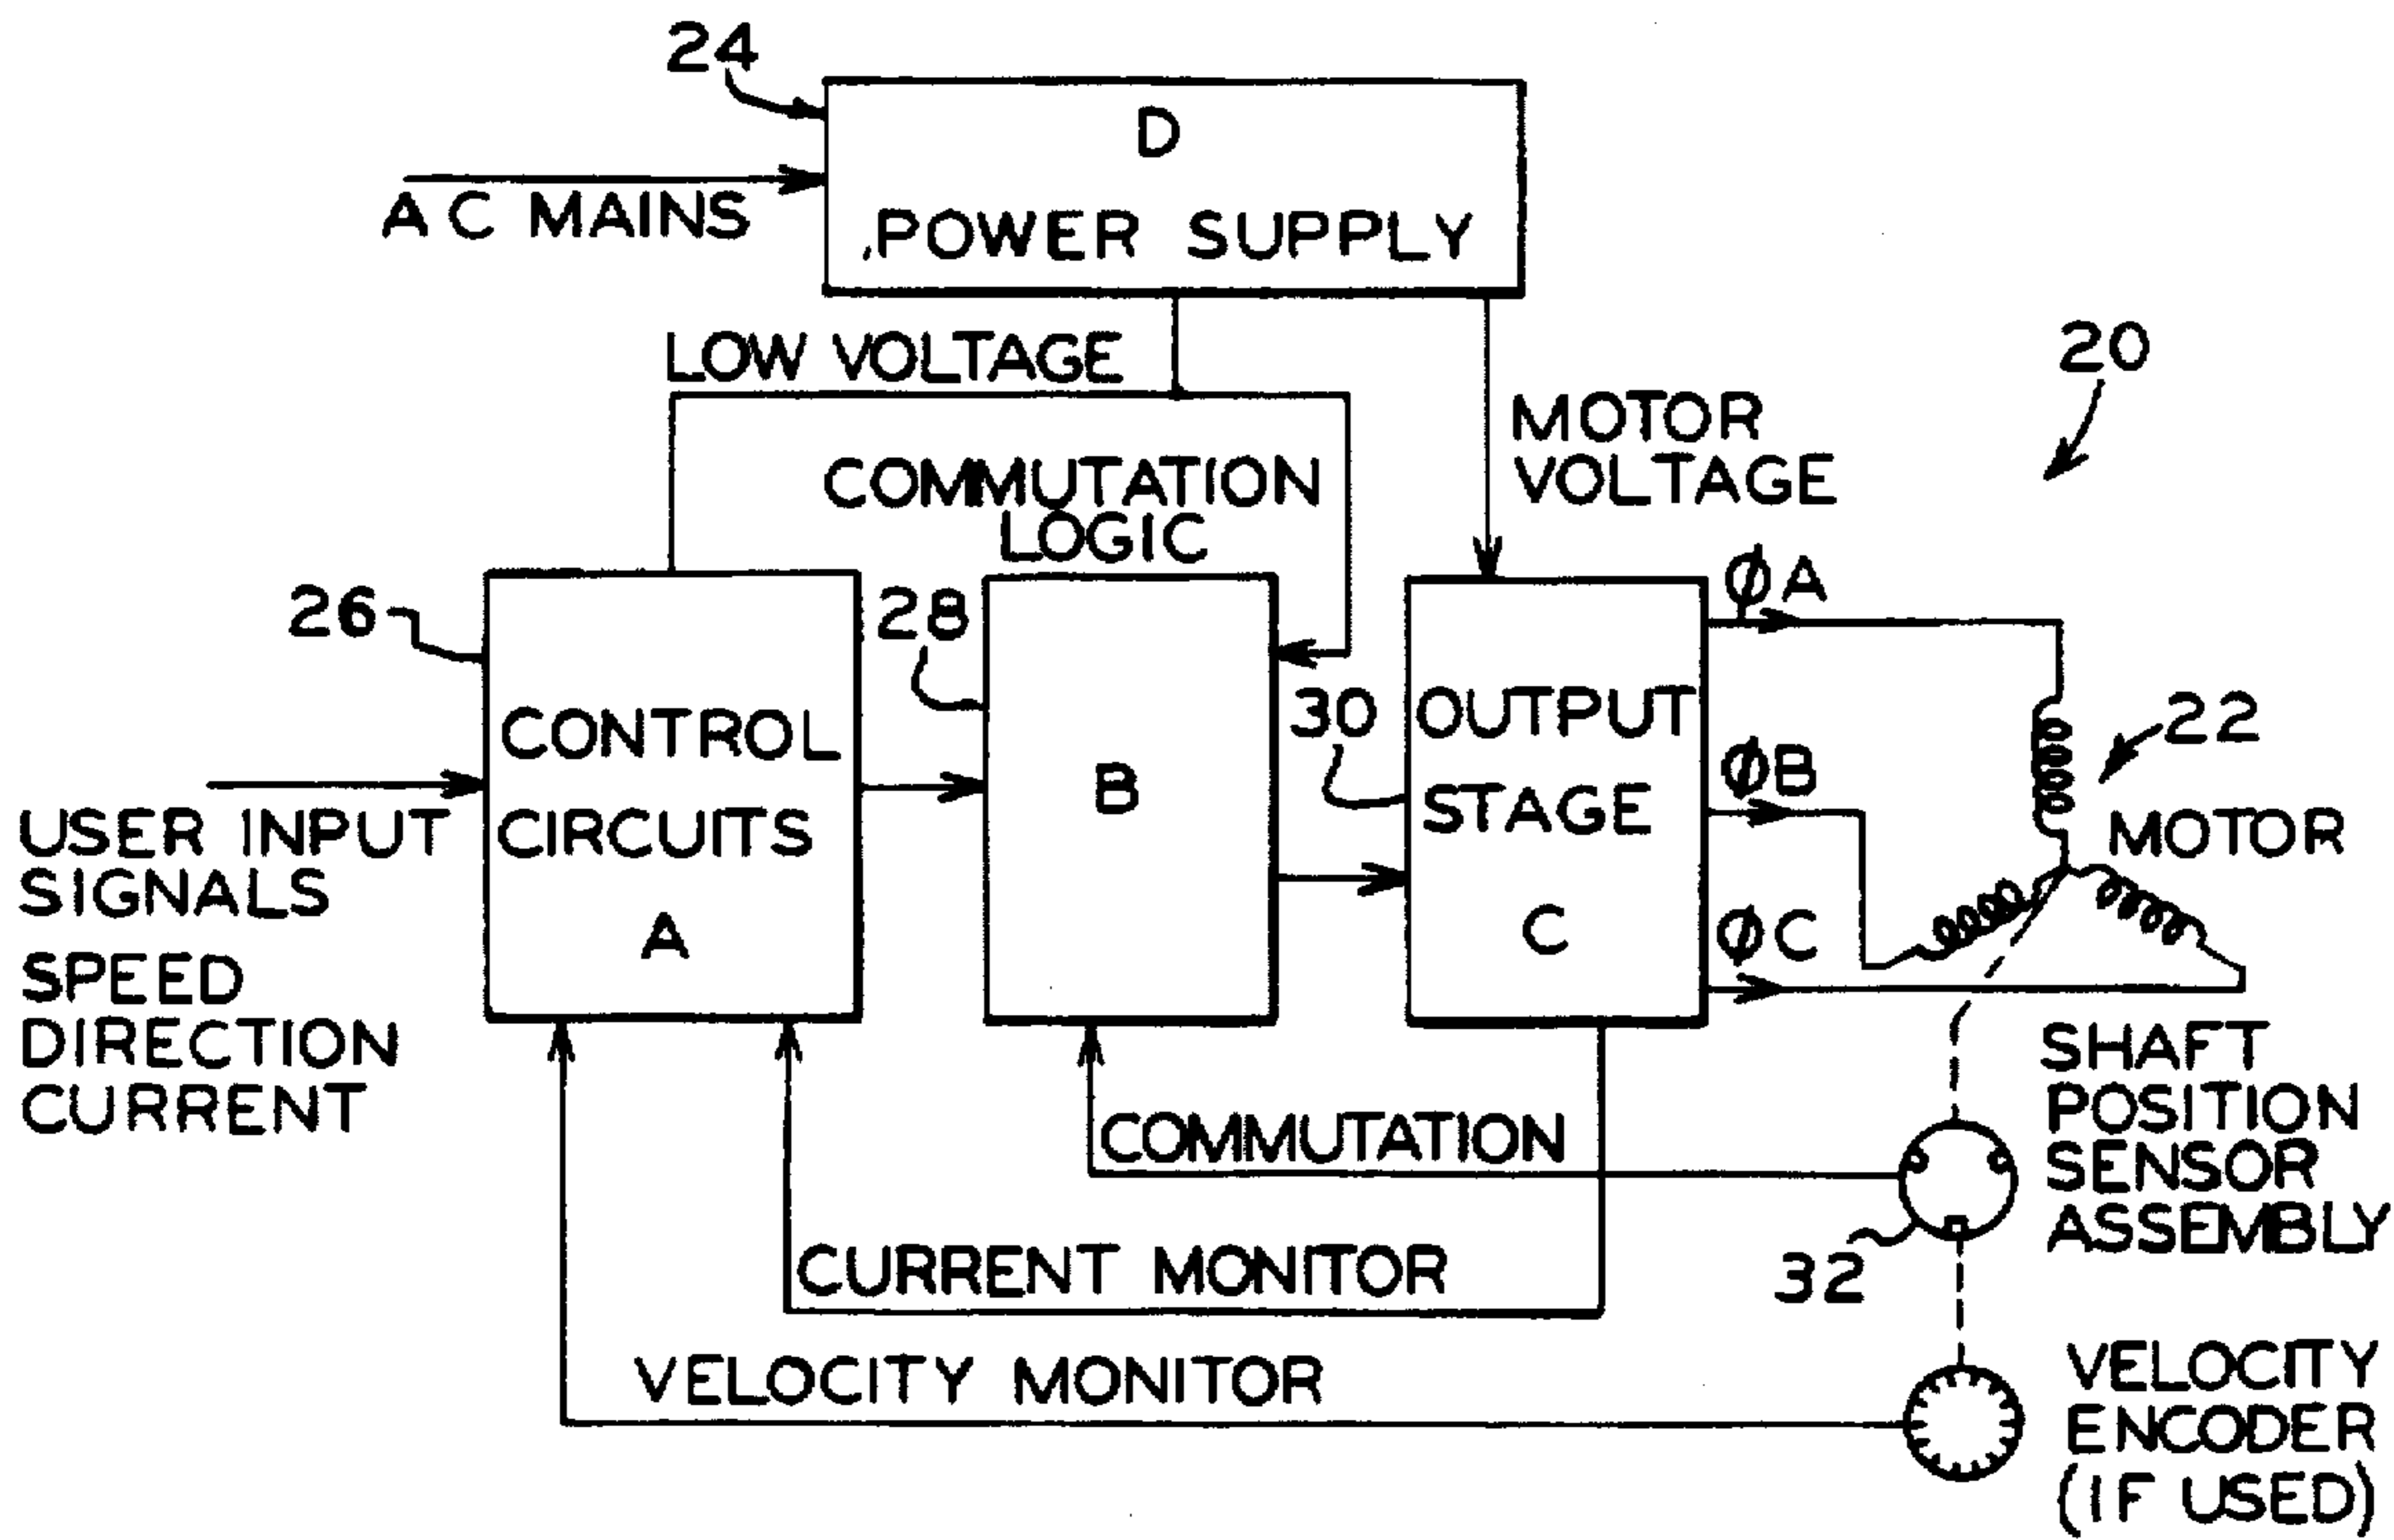 24
D
POWER SUPPLY
AC MAINS
LOW VOLTAGE
20
MOTOR
VOLTAGE
COMMUTATION
LOGIC
26
28
ØA
CONTROL
CIRCUITS
A
B
30
OUTPUT
STAGE
C
ØB
22
MOTOR
ØC
USER INPUT
SIGNALS
SPEED
DIRECTION
CURRENT
SHAFT
POSITION
SENSOR
ASSEMBLY
COMMUTATION
32
CURRENT MONITOR
VELOCITY MONITOR
VELOCITY
ENCODER
(IF USED)